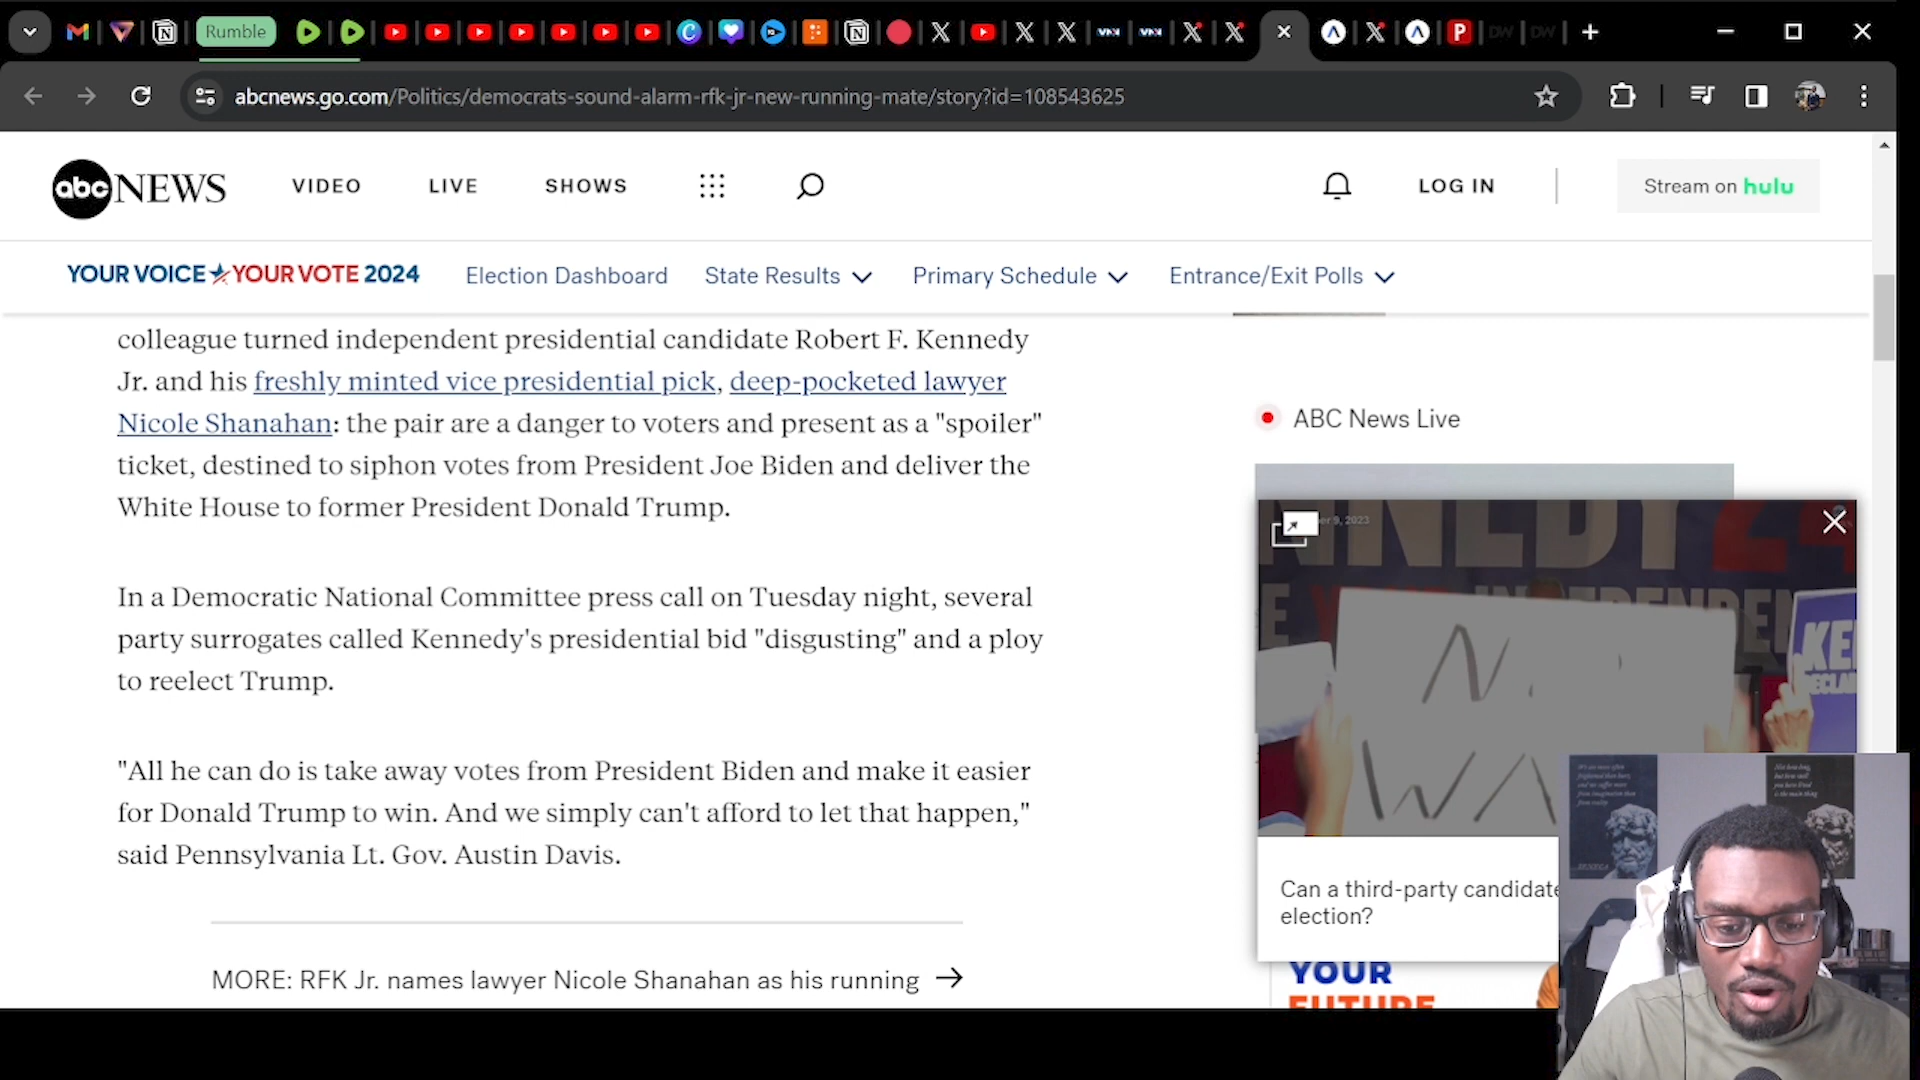 Rumble
abcnews.go.com/Politics/democrats-sound-alarm-rfk-jr-new-running-mate/story?id=108543625
abc NEWS
VIDEO
LIVE
SHOWS
LOG IN
Stream on hulu
YOUR VOICE YOUR VOTE 2024
Election Dashboard
State Results
Primary Schedule
Entrance/Exit Polls
colleague turned independent presidential candidate Robert F. Kennedy
Jr. and his freshly minted vice presidential pick, deep-pocketed lawyer
Nicole Shanahan: the pair are a danger to voters and present as a "spoiler"
ticket, destined to siphon votes from President Joe Biden and deliver the
White House to former President Donald Trump.
In a Democratic National Committee press call on Tuesday night, several
party surrogates called Kennedy's presidential bid "disgusting" and a ploy
to reelect Trump.
"All he can do is take away votes from President Biden and make it easier
for Donald Trump to win. And we simply can't afford to let that happen,"
said Pennsylvania Lt. Gov. Austin Davis.
MORE: RFK Jr. names lawyer Nicole Shanahan as his running
ABC News Live
9, 2023
Can a third-party candidate
election?
YOUR
FUTURE
SENECA